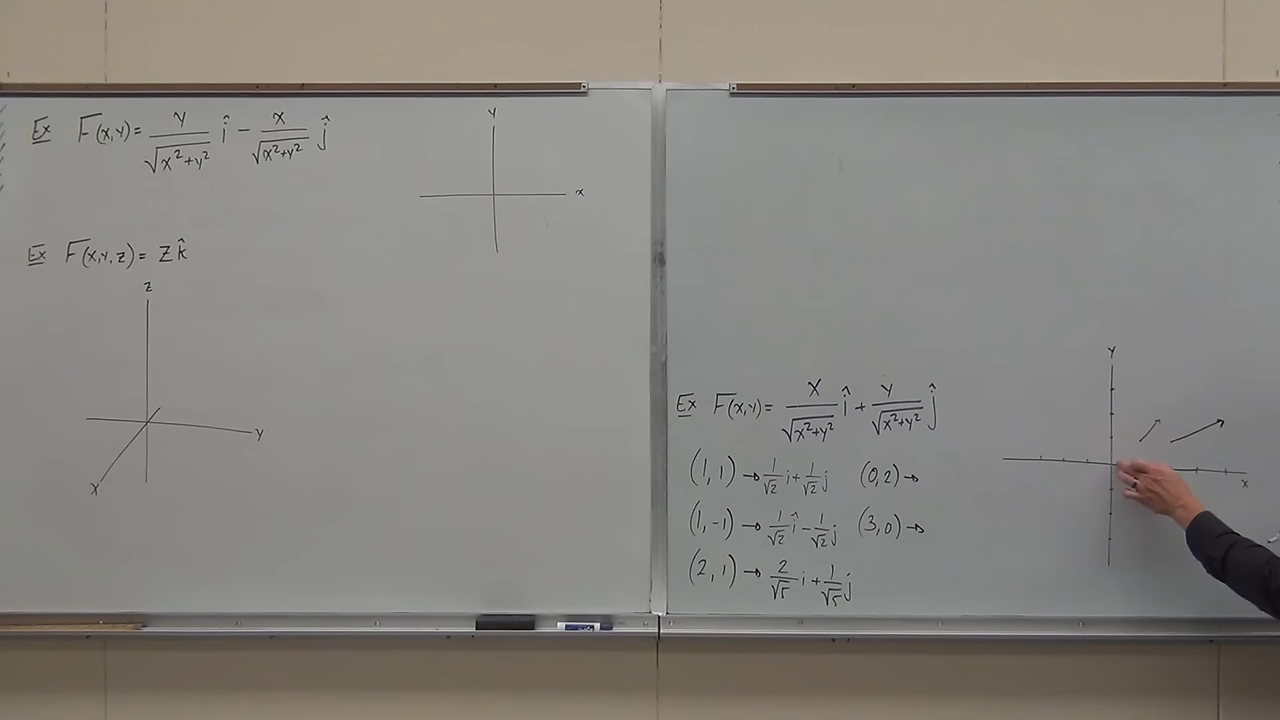 Ex F(x,y) = y/√(x²+y²) î − x/√(x²+y²) ĵ
y
x
Ex F(x,y,z) = z k̂
z
y
x
Ex F(x,y) = x/√(x²+y²) î + y/√(x²+y²) ĵ
(1,1) → 1/√2 i + 1/√2 j (0,2) →
(1,-1) → 1/√2 î − 1/√2 j (3,0) →
(2,1) → 2/√5 i + 1/√5 j
y
x